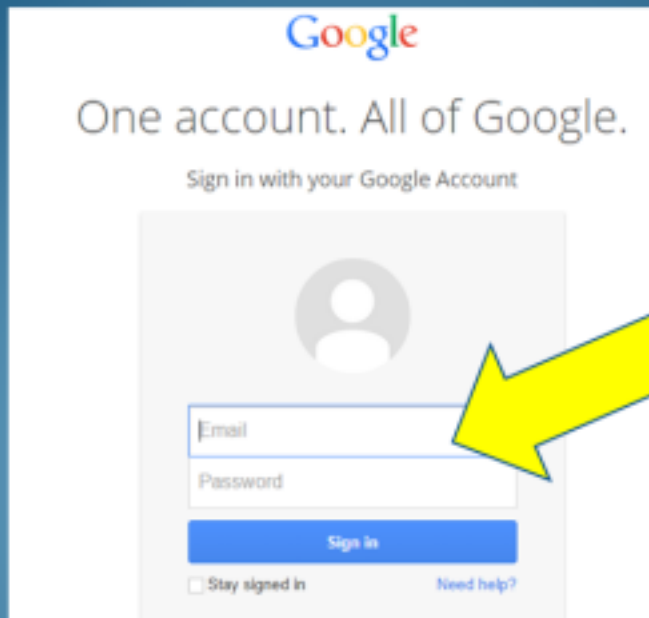 Google
One account. All of Google.
Sign in with your Google Account
Email
Password
Sign in
Stay signed in
Need help?